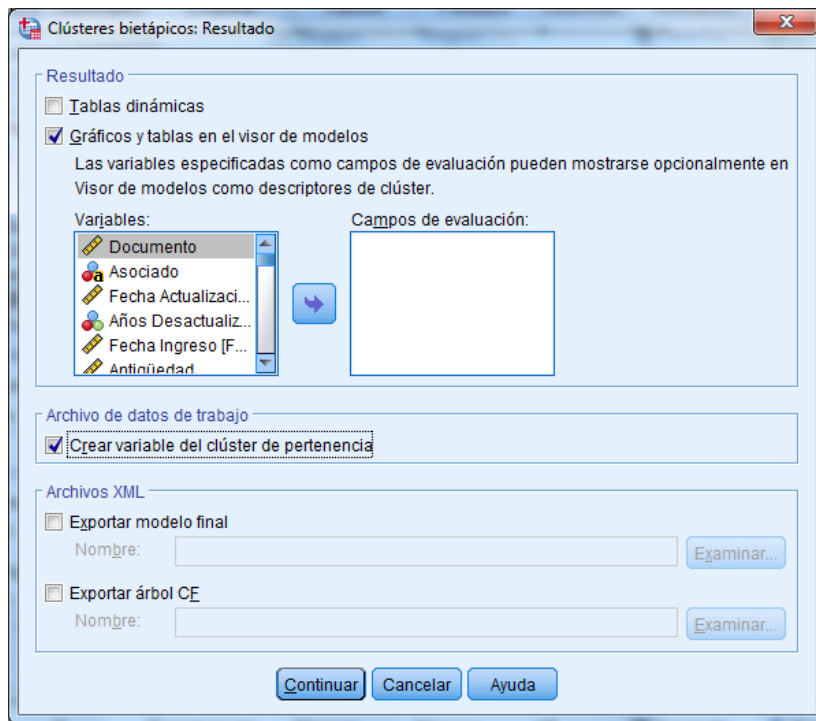 Clústeres bietápicos: Resultado
Resultado
Tablas dinámicas
Gráficos y tablas en el visor de modelos
Las variables especificadas como campos de evaluación pueden mostrarse opcionalmente en
Visor de modelos como descriptores de clúster.
Variables:
Campos de evaluación:
Documento
Asociado
Fecha Actualizaci...
Años Desactualiz...
Fecha Ingreso [F...
Antigüedad
Archivo de datos de trabajo
Crear variable del clúster de pertenencia
Archivos XML
Exportar modelo final
Nombre:
Examinar...
Exportar árbol CF
Nombre:
Examinar...
Continuar
Cancelar
Ayuda